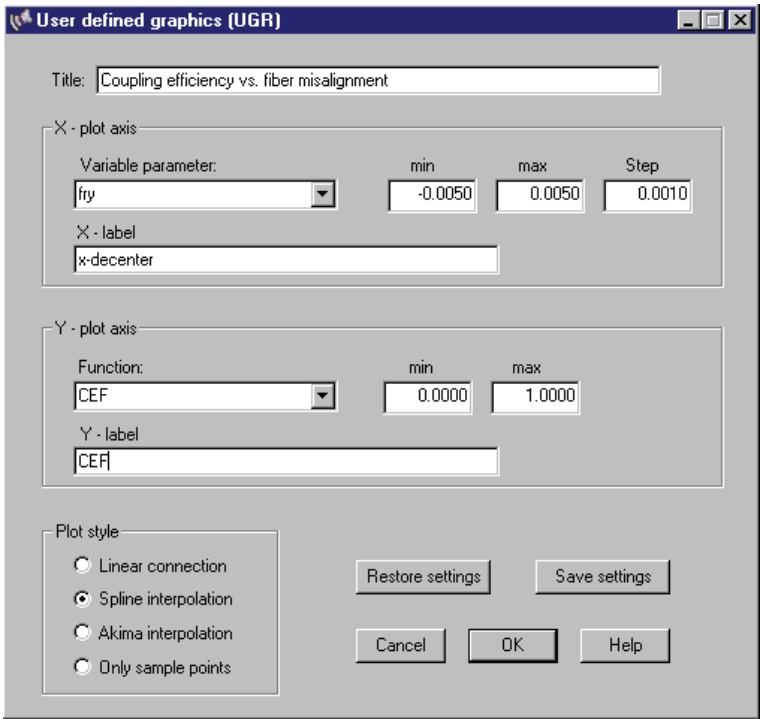 User defined graphics (UGR)
Title: Coupling efficiency vs. fiber misalignment
X - plot axis
Variable parameter: min max Step
fry -0.0050 0.0050 0.0010
X - label
x-decenter
Y - plot axis
Function: min max
CEF 0.0000 1.0000
Y - label
CEF
Plot style
Linear connection
Spline interpolation
Akima interpolation
Only sample points
Restore settings Save settings
Cancel OK Help